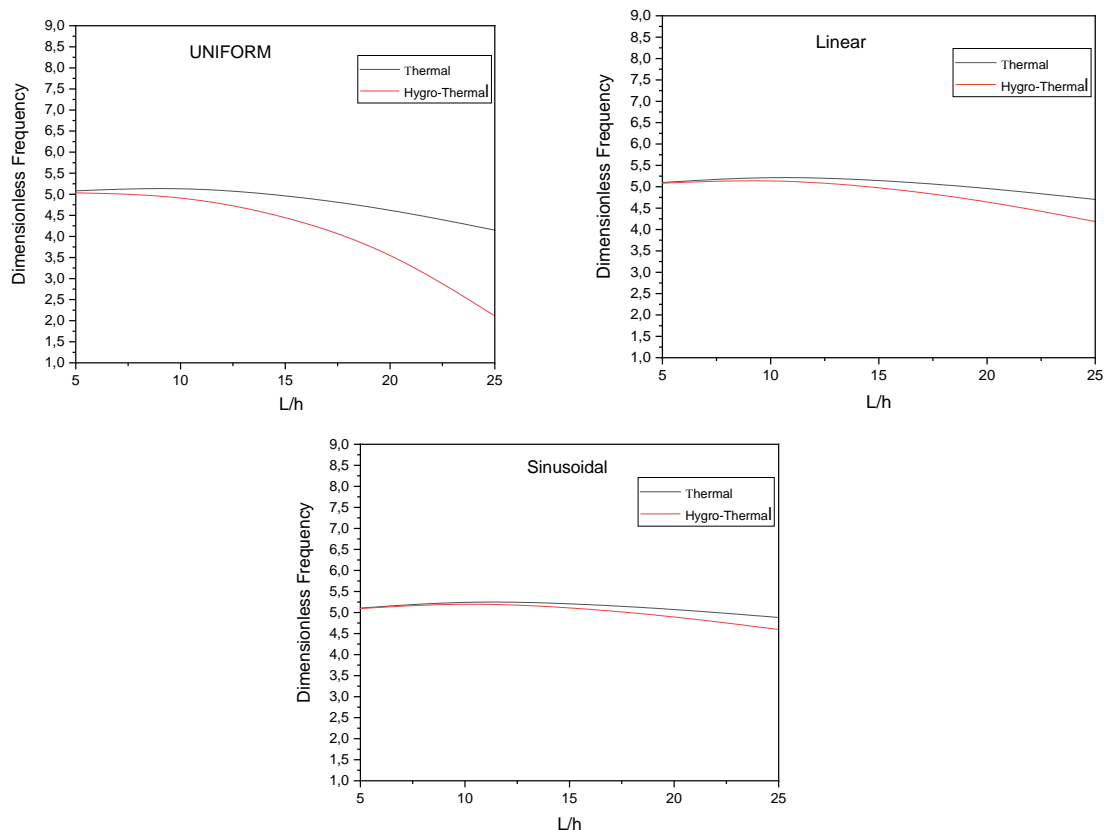 UNIFORM
Thermal
Hygro-Thermal
9,0
8,5
8,0
7,5
7,0
6,5
6,0
5,5
5,0
4,5
4,0
3,5
3,0
2,5
2,0
1,5
1,0
Dimensionless Frequency
5 10 15 20 25
L/h
Linear
Thermal
Hygro-Thermal
9,0
8,5
8,0
7,5
7,0
6,5
6,0
5,5
5,0
4,5
4,0
3,5
3,0
2,5
2,0
1,5
1,0
Dimensionless Frequency
5 10 15 20 25
L/h
Sinusoidal
Thermal
Hygro-Thermal
9,0
8,5
8,0
7,5
7,0
6,5
6,0
5,5
5,0
4,5
4,0
3,5
3,0
2,5
2,0
1,5
1,0
Dimensionless Frequency
5 10 15 20 25
L/h